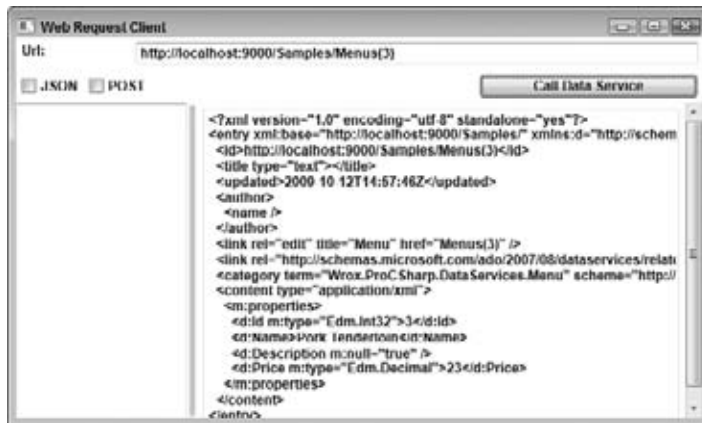 Web Request Client
Url:
http://localhost:9000/Samples/Menus(3)
JSON
POST
Call Data Service
<?xml version="1.0" encoding="utf-8" standalone="yes"?>
<entry xml:base="http://localhost:9000/Samples/" xmlns:d="http://schem
<id>http://localhost:9000/Samples/Menus(3)</id>
<title type="text"></title>
<updated>2009-10-12T14:57:46Z</updated>
<author>
<name />
</author>
<link rel="edit" title="Menu" href="Menus(3)" />
<link rel="http://schemas.microsoft.com/ado/2007/08/dataservices/relate
<category term="Wrox.ProCSharp.DataServices.Menu" scheme="http://
<content type="application/xml">
<m:properties>
<d:Id m:type="Edm.Int32">3</d:Id>
<d:Name>Pork Tenderloin</d:Name>
<d:Description m:null="true" />
<d:Price m:type="Edm.Decimal">23</d:Price>
</m:properties>
</content>
</entry>